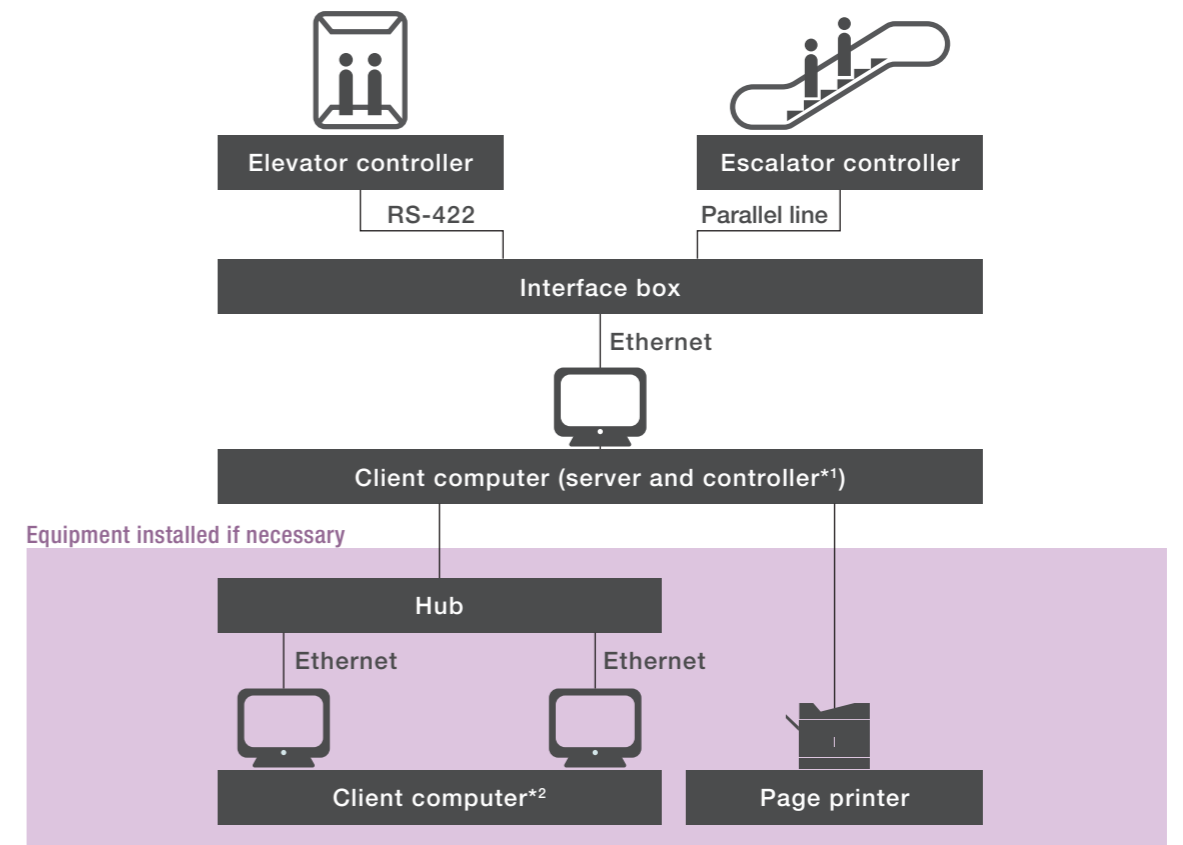 Elevator controller
Escalator controller
RS-422
Parallel line
Interface box
Ethernet
Client computer (server and controller*1)
Equipment installed if necessary
Hub
Ethernet
Ethernet
Client computer*2
Page printer